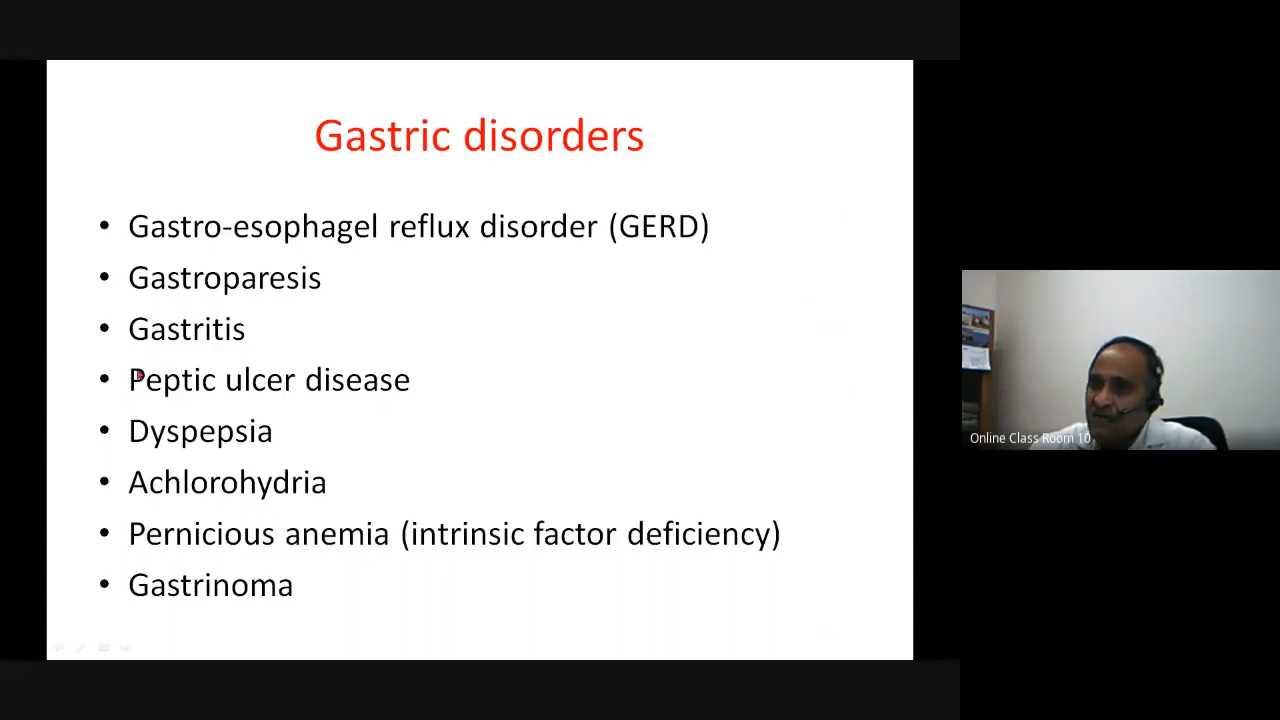 Gastric disorders
• Gastro-esophagel reflux disorder (GERD)
• Gastroparesis
• Gastritis
• Peptic ulcer disease
• Dyspepsia
• Achlorohydria
• Pernicious anemia (intrinsic factor deficiency)
• Gastrinoma
Online Class Room 10